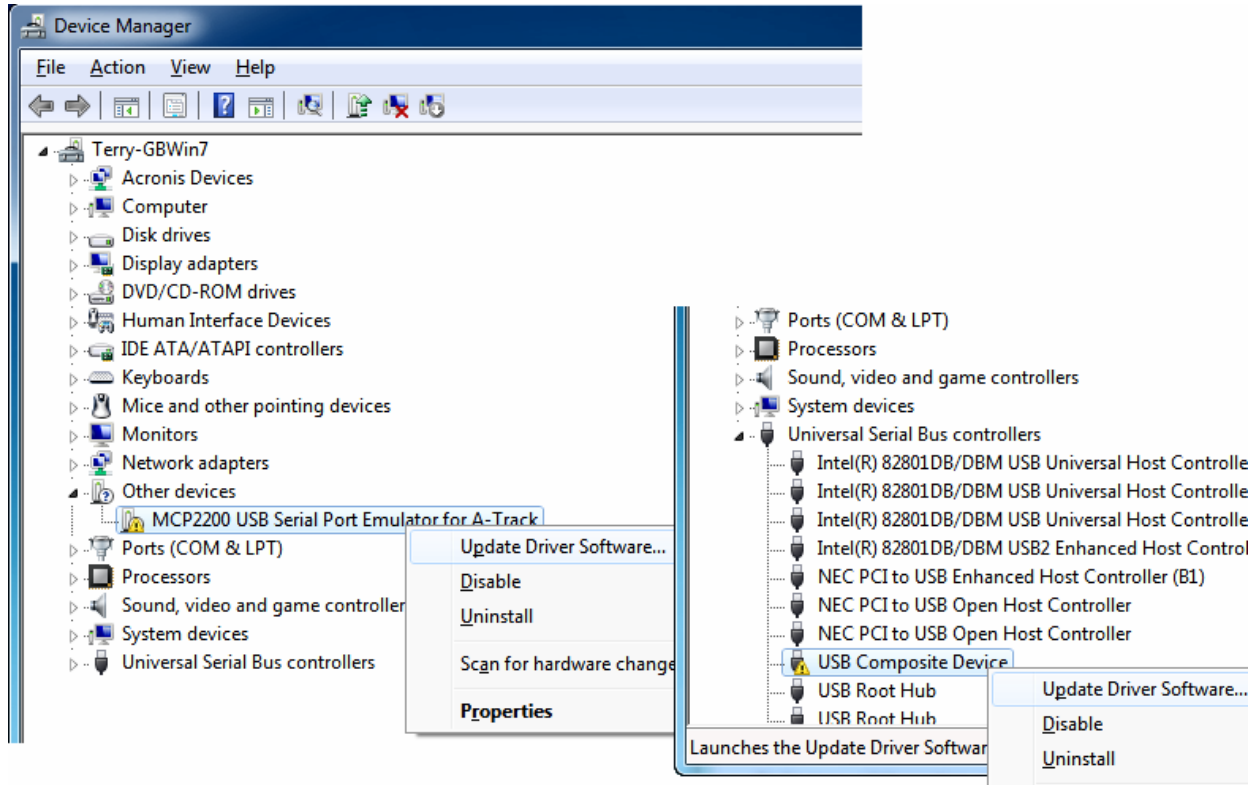 Device Manager
File Action View Help
Terry-GBWin7
Acronis Devices
Computer
Disk drives
Display adapters
DVD/CD-ROM drives
Human Interface Devices
IDE ATA/ATAPI controllers
Keyboards
Mice and other pointing devices
Monitors
Network adapters
Other devices
MCP2200 USB Serial Port Emulator for A-Track
Ports (COM & LPT)
Processors
Sound, video and game controller
System devices
Universal Serial Bus controllers
Update Driver Software...
Disable
Uninstall
Scan for hardware change
Properties
Ports (COM & LPT)
Processors
Sound, video and game controllers
System devices
Universal Serial Bus controllers
Intel(R) 82801DB/DBM USB Universal Host Controlle
Intel(R) 82801DB/DBM USB Universal Host Controlle
Intel(R) 82801DB/DBM USB Universal Host Controlle
Intel(R) 82801DB/DBM USB2 Enhanced Host Control
NEC PCI to USB Enhanced Host Controller (B1)
NEC PCI to USB Open Host Controller
NEC PCI to USB Open Host Controller
USB Composite Device
USB Root Hub
USB Root Hub
Launches the Update Driver Softwar
Update Driver Software...
Disable
Uninstall